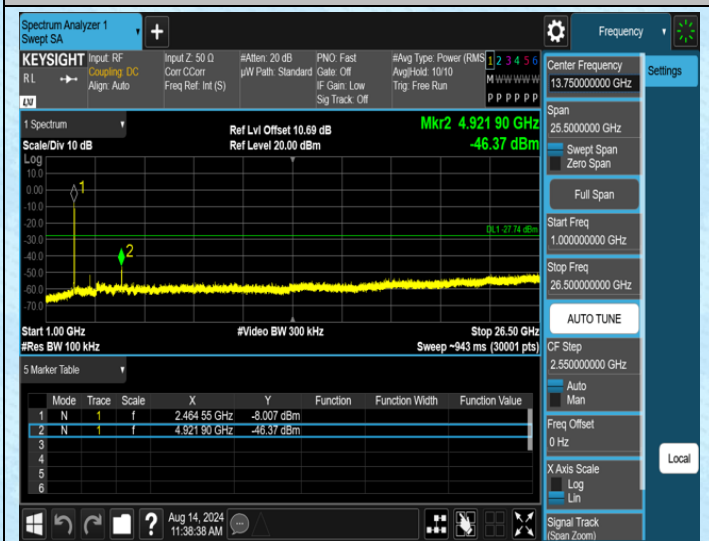 Spectrum Analyzer 1
Swept SA
Frequency
KEYSIGHT
R L
LXI
Input: RF
Coupling: DC
Align: Auto
Input Z: 50 Ω
Corr CCorr
Freq Ref: Int (S)
#Atten: 20 dB
µW Path: Standard
PNO: Fast
Gate: Off
IF Gain: Low
Sig Track: Off
#Avg Type: Power (RMS
Avg|Hold: 10/10
Trig: Free Run
1 2 3 4 5 6
M W W W W W
P P P P P P
Center Frequency
13.750000000 GHz
Settings
Span
25.5000000 GHz
Swept Span
Zero Span
Full Span
Start Freq
1.000000000 GHz
Stop Freq
26.500000000 GHz
AUTO TUNE
CF Step
2.550000000 GHz
Auto
Man
Freq Offset
0 Hz
X Axis Scale
Log
Lin
Signal Track
(Span Zoom)
Local
1 Spectrum
Scale/Div 10 dB
Ref Lvl Offset 10.69 dB
Ref Level 20.00 dBm
Mkr2 4.921 90 GHz
-46.37 dBm
Log
10.0
0.00
-10.0
-20.0
-30.0
-40.0
-50.0
-60.0
-70.0
1
2
DL1 -27.74 dBm
Start 1.00 GHz
#Res BW 100 kHz
#Video BW 300 kHz
Stop 26.50 GHz
Sweep ~943 ms (30001 pts)
5 Marker Table
Mode Trace Scale X Y Function Function Width Function Value
1 N 1 f 2.464 55 GHz -8.007 dBm
2 N 1 f 4.921 90 GHz -46.37 dBm
3
4
5
6
Aug 14, 2024
11:38:38 AM